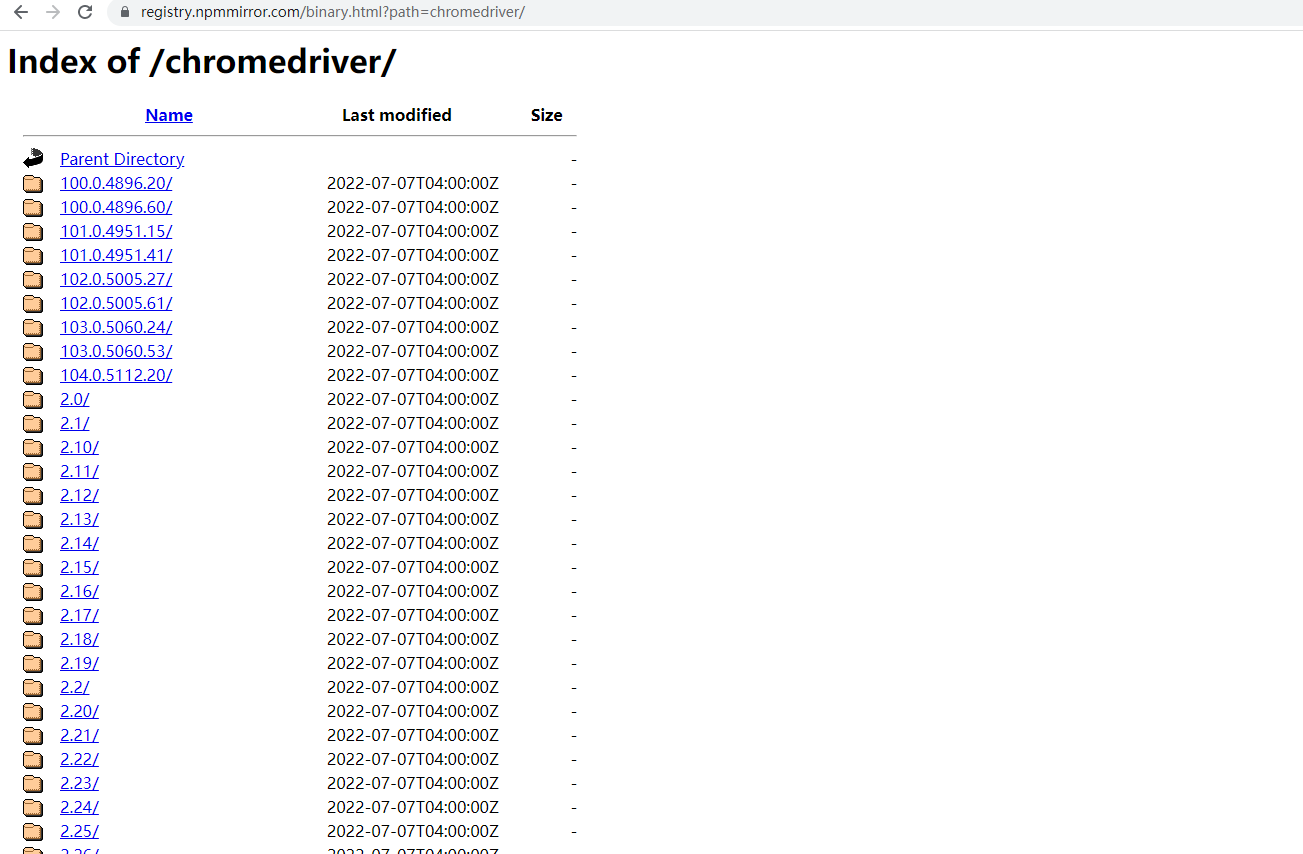 registry.npmmirror.com/binary.html?path=chromedriver/
Index of /chromedriver/
Name Last modified Size
Parent Directory -
100.0.4896.20/ 2022-07-07T04:00:00Z -
100.0.4896.60/ 2022-07-07T04:00:00Z -
101.0.4951.15/ 2022-07-07T04:00:00Z -
101.0.4951.41/ 2022-07-07T04:00:00Z -
102.0.5005.27/ 2022-07-07T04:00:00Z -
102.0.5005.61/ 2022-07-07T04:00:00Z -
103.0.5060.24/ 2022-07-07T04:00:00Z -
103.0.5060.53/ 2022-07-07T04:00:00Z -
104.0.5112.20/ 2022-07-07T04:00:00Z -
2.0/ 2022-07-07T04:00:00Z -
2.1/ 2022-07-07T04:00:00Z -
2.10/ 2022-07-07T04:00:00Z -
2.11/ 2022-07-07T04:00:00Z -
2.12/ 2022-07-07T04:00:00Z -
2.13/ 2022-07-07T04:00:00Z -
2.14/ 2022-07-07T04:00:00Z -
2.15/ 2022-07-07T04:00:00Z -
2.16/ 2022-07-07T04:00:00Z -
2.17/ 2022-07-07T04:00:00Z -
2.18/ 2022-07-07T04:00:00Z -
2.19/ 2022-07-07T04:00:00Z -
2.2/ 2022-07-07T04:00:00Z -
2.20/ 2022-07-07T04:00:00Z -
2.21/ 2022-07-07T04:00:00Z -
2.22/ 2022-07-07T04:00:00Z -
2.23/ 2022-07-07T04:00:00Z -
2.24/ 2022-07-07T04:00:00Z -
2.25/ 2022-07-07T04:00:00Z -